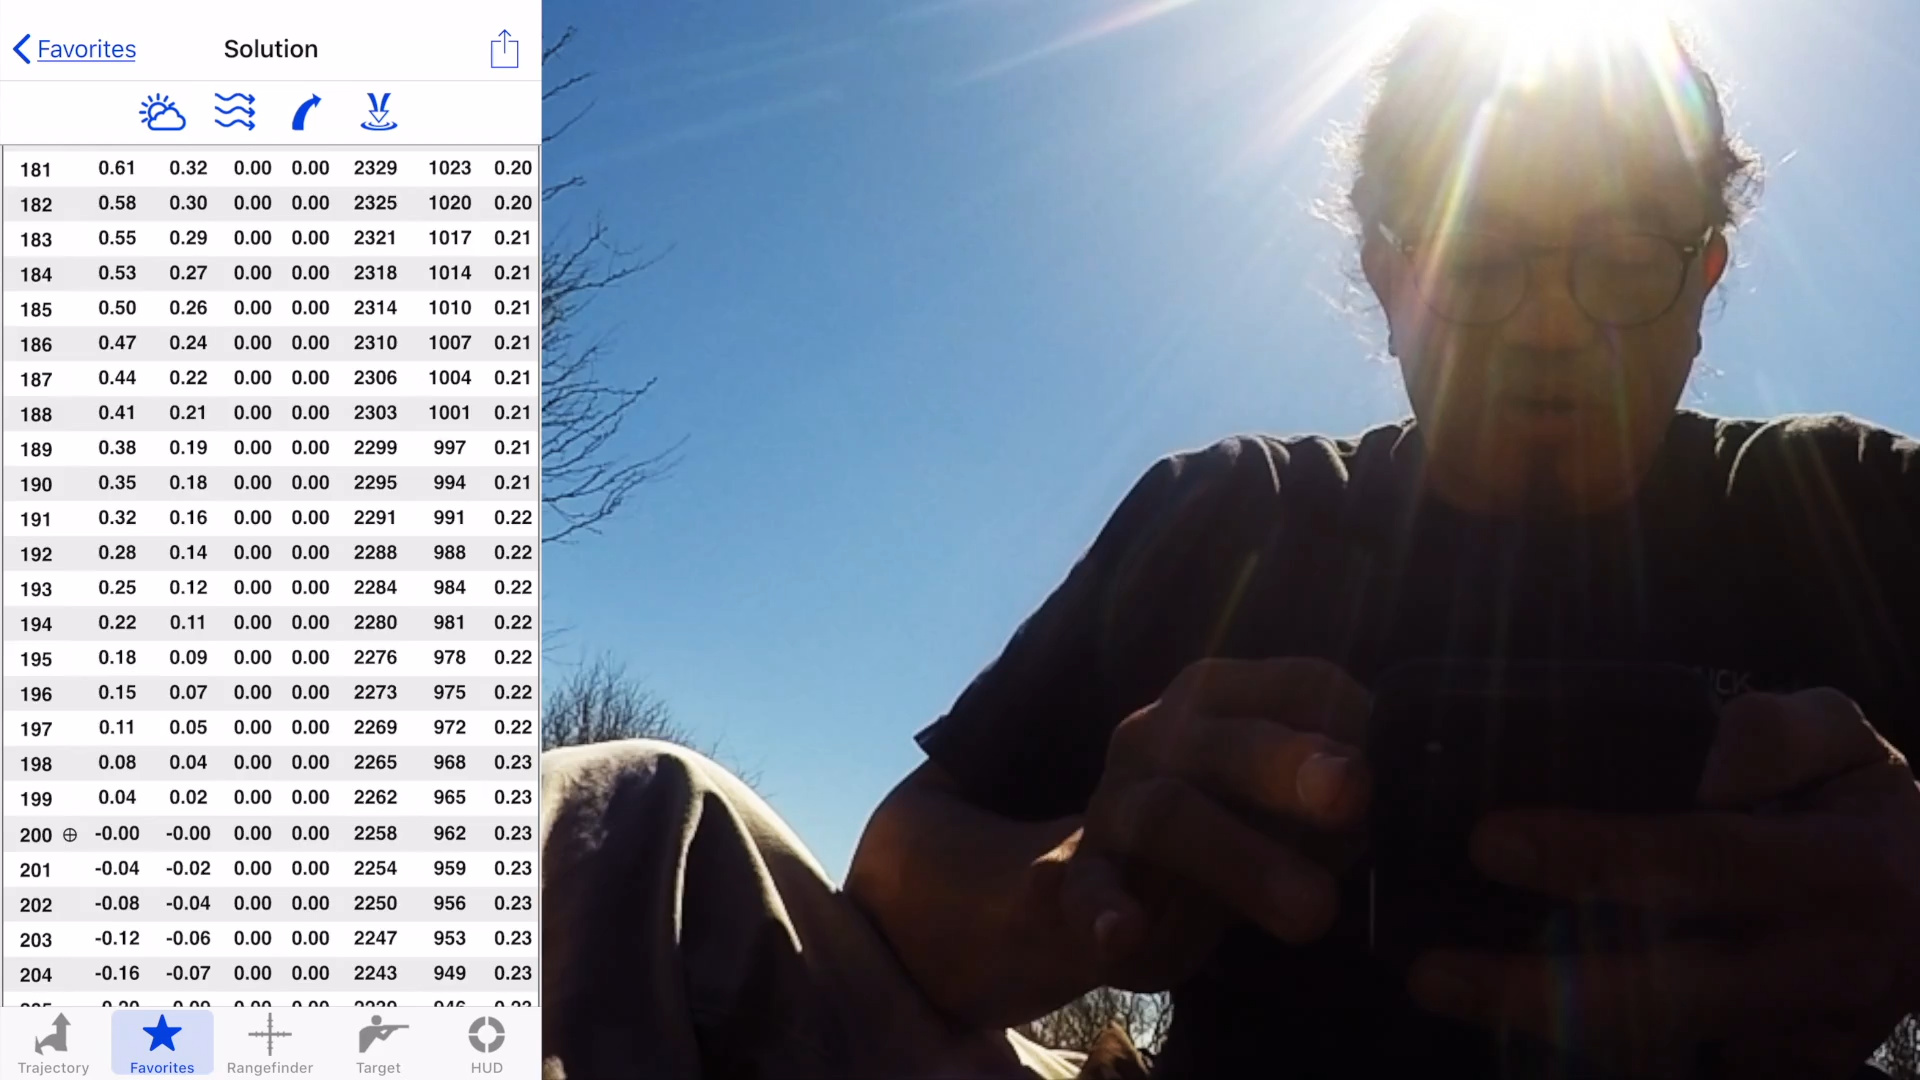 Favorites Solution
181 0.61 0.32 0.00 0.00 2329 1023 0.20
182 0.58 0.30 0.00 0.00 2325 1020 0.20
183 0.55 0.29 0.00 0.00 2321 1017 0.21
184 0.53 0.27 0.00 0.00 2318 1014 0.21
185 0.50 0.26 0.00 0.00 2314 1010 0.21
186 0.47 0.24 0.00 0.00 2310 1007 0.21
187 0.44 0.22 0.00 0.00 2306 1004 0.21
188 0.41 0.21 0.00 0.00 2303 1001 0.21
189 0.38 0.19 0.00 0.00 2299 997 0.21
190 0.35 0.18 0.00 0.00 2295 994 0.21
191 0.32 0.16 0.00 0.00 2291 991 0.22
192 0.28 0.14 0.00 0.00 2288 988 0.22
193 0.25 0.12 0.00 0.00 2284 984 0.22
194 0.22 0.11 0.00 0.00 2280 981 0.22
195 0.18 0.09 0.00 0.00 2276 978 0.22
196 0.15 0.07 0.00 0.00 2273 975 0.22
197 0.11 0.05 0.00 0.00 2269 972 0.22
198 0.08 0.04 0.00 0.00 2265 968 0.23
199 0.04 0.02 0.00 0.00 2262 965 0.23
200 ⊕ -0.00 -0.00 0.00 0.00 2258 962 0.23
201 -0.04 -0.02 0.00 0.00 2254 959 0.23
202 -0.08 -0.04 0.00 0.00 2250 956 0.23
203 -0.12 -0.06 0.00 0.00 2247 953 0.23
204 -0.16 -0.07 0.00 0.00 2243 949 0.23
Trajectory Favorites Rangefinder Target HUD